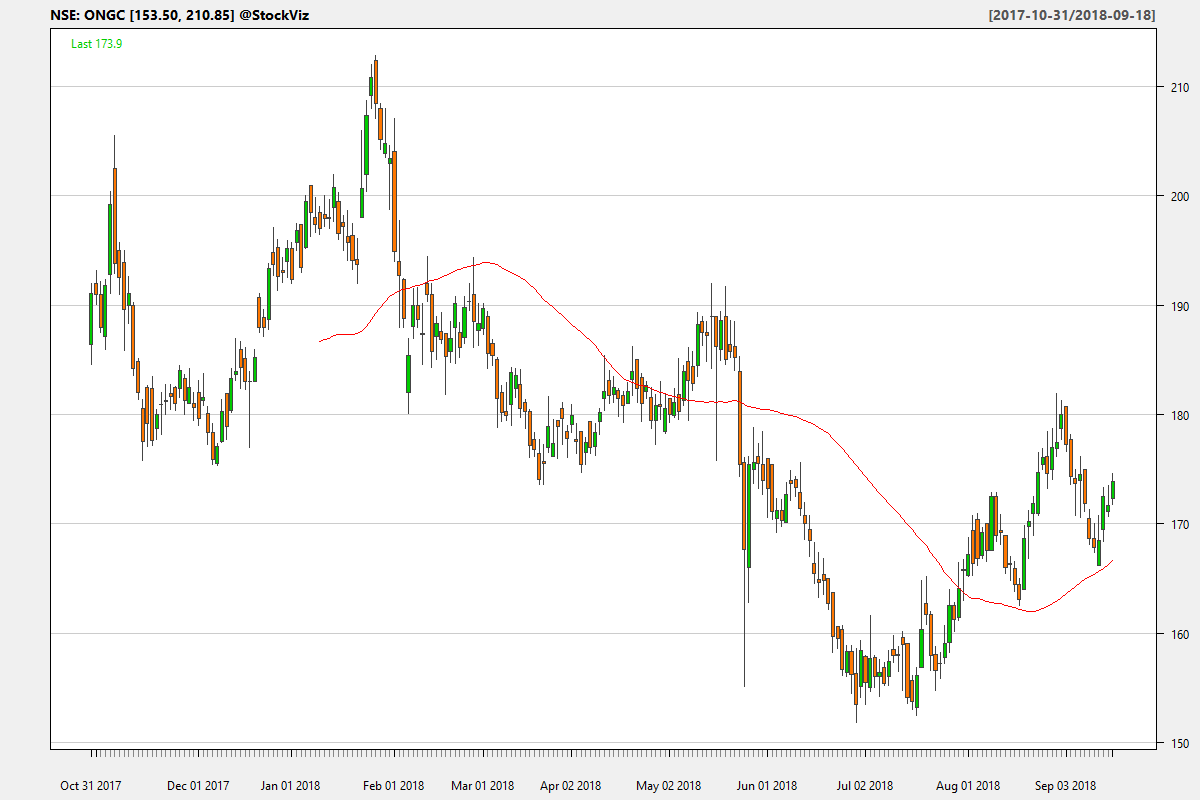 NSE: ONGC [153.50, 210.85] @StockViz
[2017-10-31/2018-09-18]
Last 173.9
210
200
190
180
170
160
150
Oct 31 2017
Dec 01 2017
Jan 01 2018
Feb 01 2018
Mar 01 2018
Apr 02 2018
May 02 2018
Jun 01 2018
Jul 02 2018
Aug 01 2018
Sep 03 2018